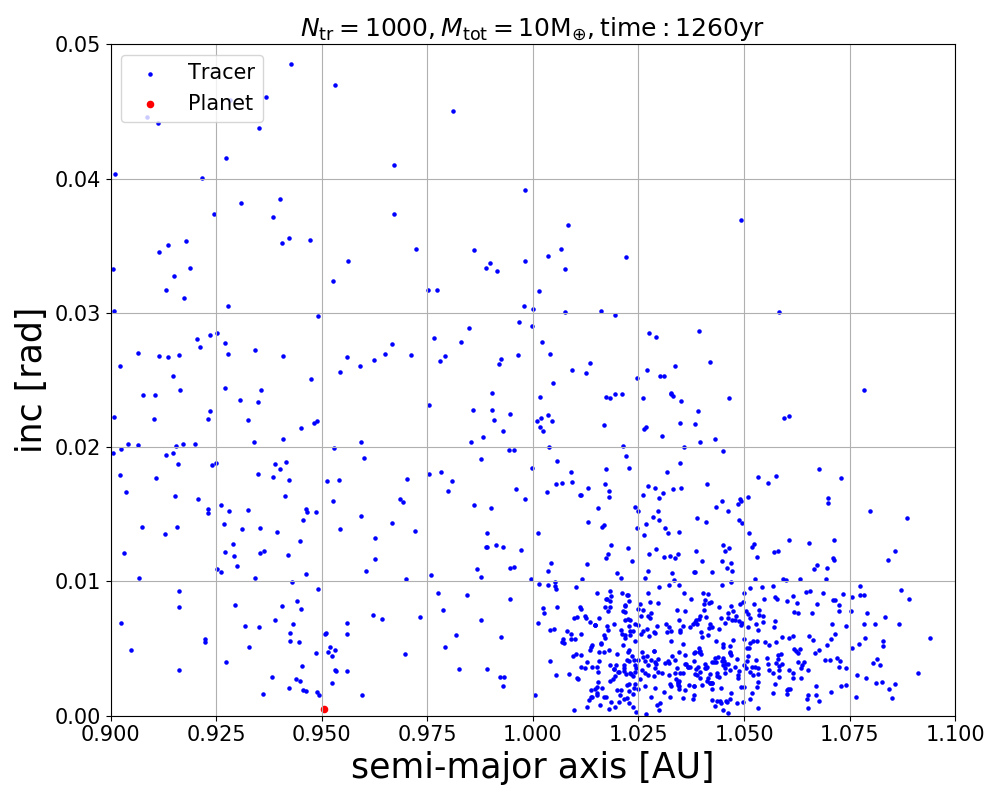 N_tr = 1000, M_tot = 10M_⊕, time : 1260yr
Tracer
Planet
inc [rad]
0.05
0.04
0.03
0.02
0.01
0.00
0.900 0.925 0.950 0.975 1.000 1.025 1.050 1.075 1.100
semi-major axis [AU]